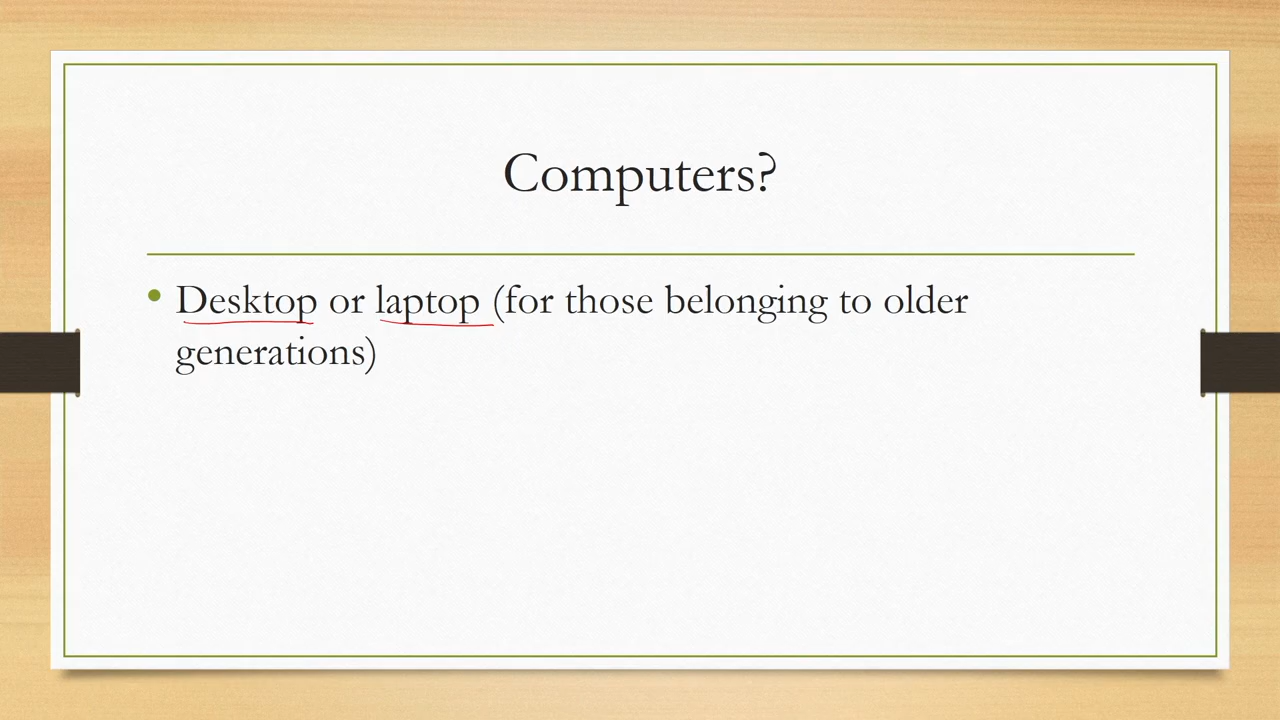 Computers?
• Desktop or laptop (for those belonging to older
generations)